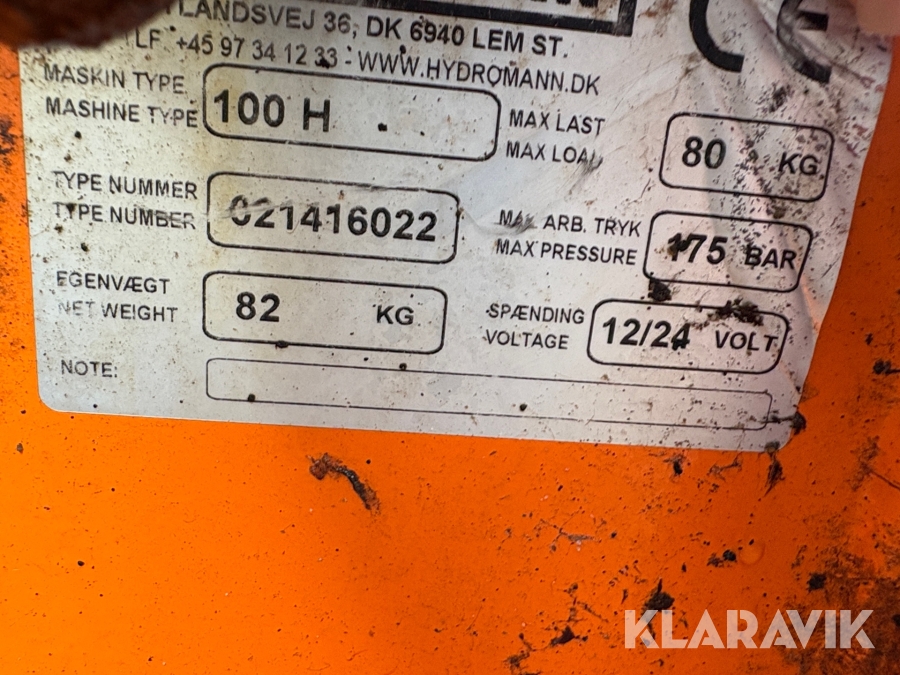 TLANDSVEJ 36, DK 6940 LEM ST.
TLF. +45 97 34 12 33 - WWW.HYDROMANN.DK
CE
MASKIN TYPE
MASHINE TYPE
100 H
MAX LAST
MAX LOAD
80 KG
TYPE NUMMER
TYPE NUMBER
021416022
MAX ARB. TRYK
MAX PRESSURE
175 BAR
EGENVÆGT
NET WEIGHT
82 KG
SPÆNDING
VOLTAGE
12/24 VOLT
NOTE:
KLARAVIK